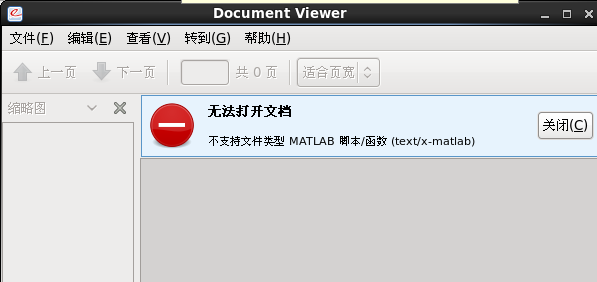 Document Viewer
文件(F) 编辑(E) 查看(V) 转到(G) 帮助(H)
上一页 下一页 共 0 页 适合页宽
缩略图
无法打开文档
不支持文件类型 MATLAB 脚本/函数 (text/x-matlab)
关闭(C)